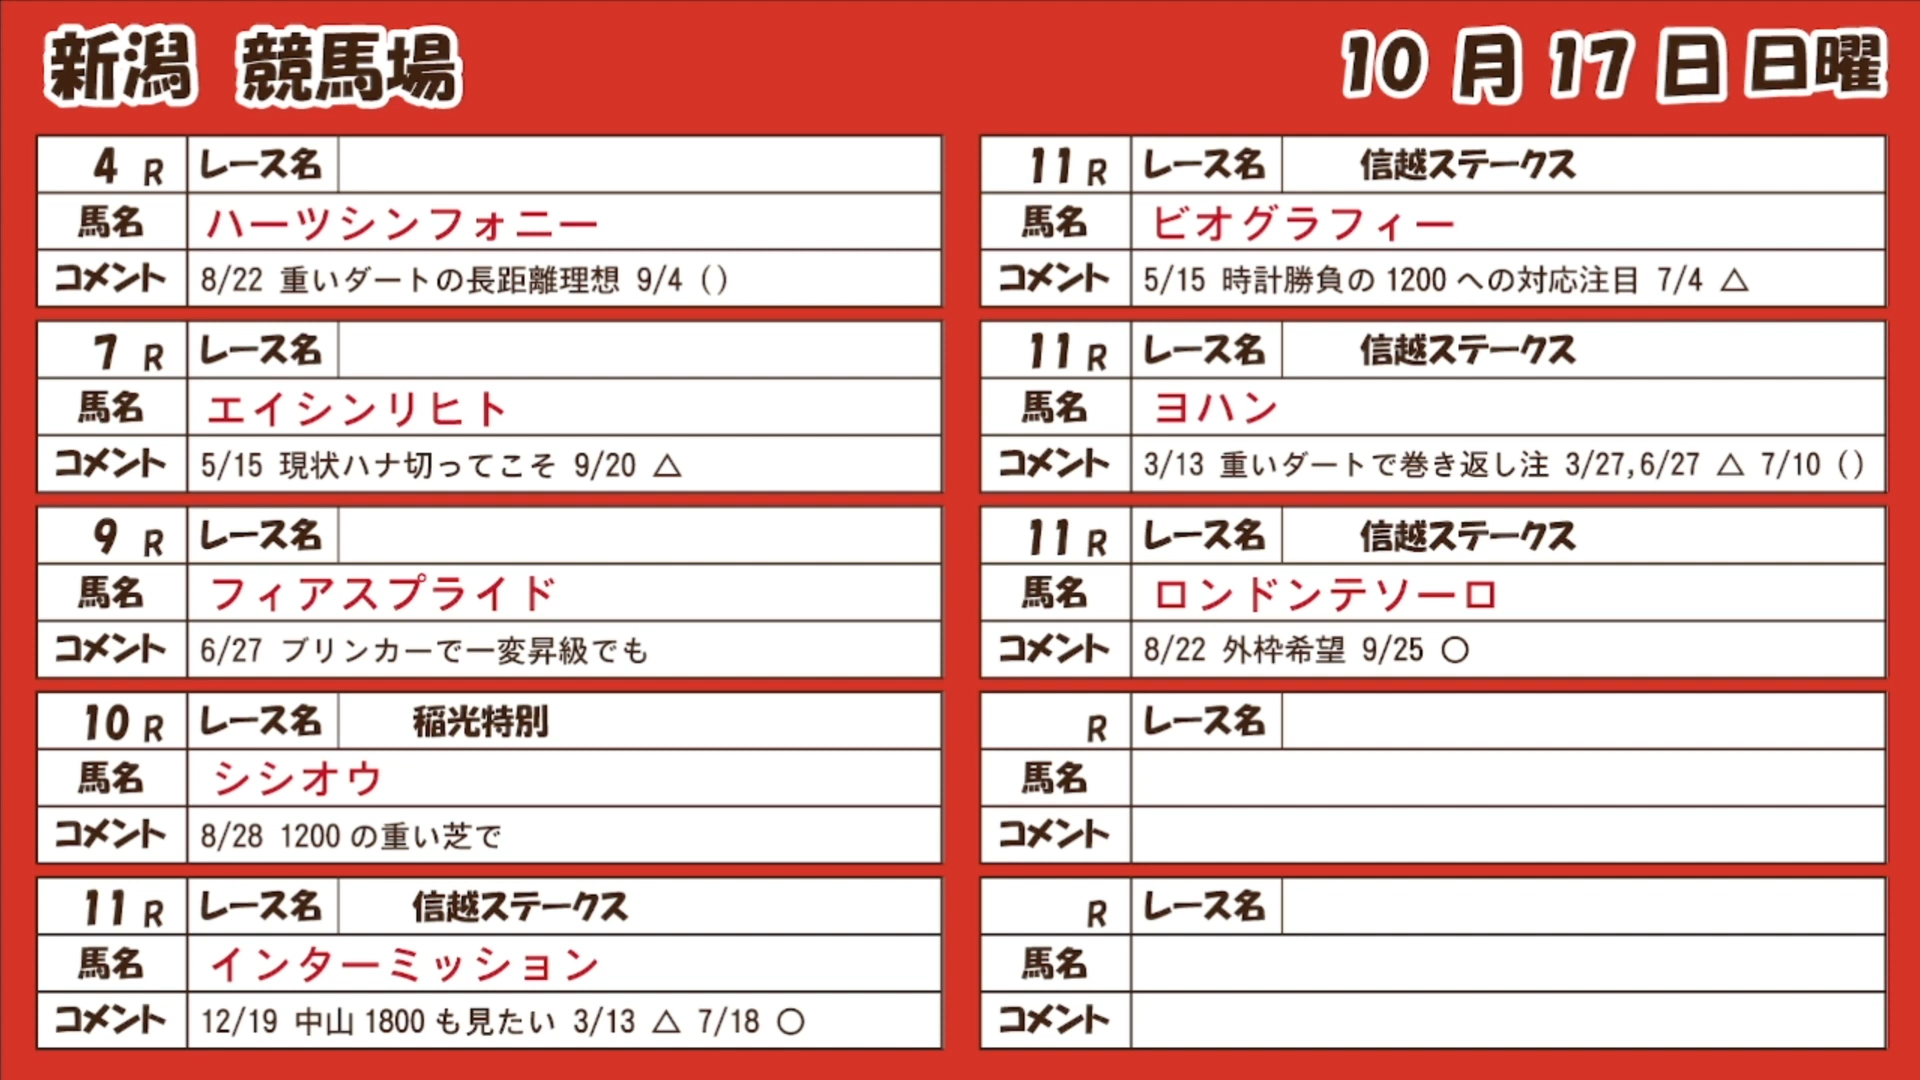 新潟 競馬場
10 月 17 日 日曜
4 R レース名
馬名 ハーツシンフォニー
コメント 8/22 重いダートの長距離理想 9/4 ()
7 R レース名
馬名 エイシンリヒト
コメント 5/15 現状ハナ切ってこそ 9/20 △
9 R レース名
馬名 フィアスプライド
コメント 6/27 ブリンカーで一変昇級でも
10 R レース名 稲光特別
馬名 シシオウ
コメント 8/28 1200の重い芝で
11 R レース名 信越ステークス
馬名 インターミッション
コメント 12/19 中山1800も見たい 3/13 △ 7/18 ○
11 R レース名 信越ステークス
馬名 ビオグラフィー
コメント 5/15 時計勝負の1200への対応注目 7/4 △
11 R レース名 信越ステークス
馬名 ヨハン
コメント 3/13 重いダートで巻き返し注 3/27,6/27 △ 7/10 ()
11 R レース名 信越ステークス
馬名 ロンドンテソーロ
コメント 8/22 外枠希望 9/25 ○
R レース名
馬名
コメント
R レース名
馬名
コメント